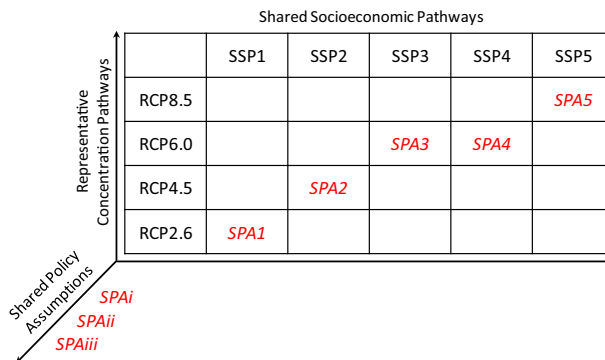 Shared Socioeconomic Pathways
SSP1 SSP2 SSP3 SSP4 SSP5
RCP8.5 SPA5
RCP6.0 SPA3 SPA4
RCP4.5 SPA2
RCP2.6 SPA1
Representative
Concentration Pathways
Shared Policy
Assumptions
SPAi
SPAii
SPAiii